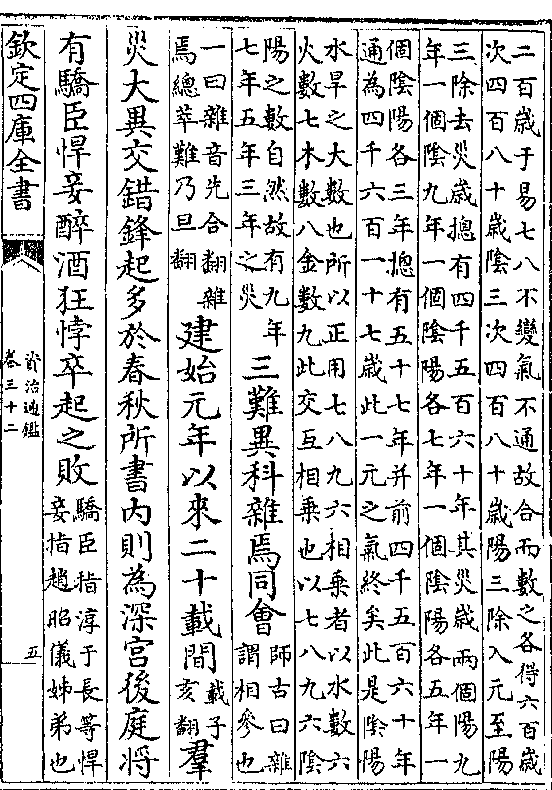 二百歲于易七八不變氣不通故合而數之各得六百歲
次四百八十歲陰三次四百八十歲陽三除入元至陽
三除去災歲揔有四千五百六十年其災歲兩個陽九
年一個陰九年一個陰陽各七年一個陰陽各五年一
個陰陽各三年揔有五十七年并前四千五百六十年
通為四千六百一十七歲此一元之氣終矣此是陰陽
水旱之大數也所以正用七八九六相乘者以水數六
火數七木數八金數九此交互相乘也以七八九六陰
陽之數自然故有九年
七年五年三年之災
三難異科雜焉同會
師古曰雜
謂相參也
一曰雜音先合翻雜
焉總萃難乃旦翻
建始元年以來二十載間
載子
亥翻
羣
災大異交錯鋒起多於春秋所書内則為深宮後庭將
有驕臣悍妾醉酒狂悖卒起之敗
驕臣指淳于長等悍
妾指趙昭儀姊弟也
欽定四庫全書
資治通鑑
卷三十二
五